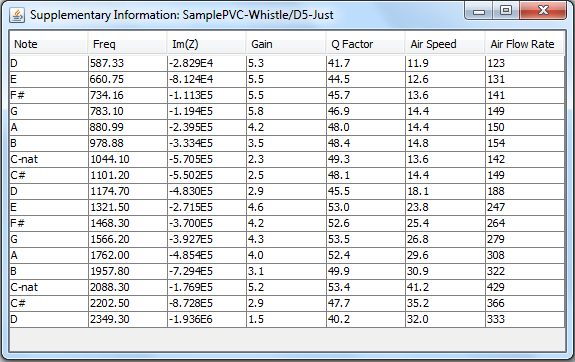 Supplementary Information: SamplePVC-Whistle/D5-Just
Note Freq Im(Z) Gain Q Factor Air Speed Air Flow Rate
D 587.33 -2.829E4 5.3 41.7 11.9 123
E 660.75 -8.124E4 5.5 44.5 12.6 131
F# 734.16 -1.113E5 5.5 45.7 13.6 141
G 783.10 -1.194E5 5.8 46.9 14.4 149
A 880.99 -2.395E5 4.2 48.0 14.4 150
B 978.88 -3.334E5 3.5 48.4 14.8 154
C-nat 1044.10 -5.705E5 2.3 49.3 13.6 142
C# 1101.20 -5.502E5 2.5 48.1 14.4 149
D 1174.70 -4.830E5 2.9 45.5 18.1 188
E 1321.50 -2.715E5 4.6 53.0 23.8 247
F# 1468.30 -3.700E5 4.2 52.6 25.4 264
G 1566.20 -3.927E5 4.3 53.5 26.8 279
A 1762.00 -4.854E5 4.0 52.4 29.6 308
B 1957.80 -7.294E5 3.1 49.9 30.9 322
C-nat 2088.30 -1.769E5 5.2 53.4 41.2 429
C# 2202.50 -8.728E5 2.9 47.7 35.2 366
D 2349.30 -1.936E6 1.5 40.2 32.0 333